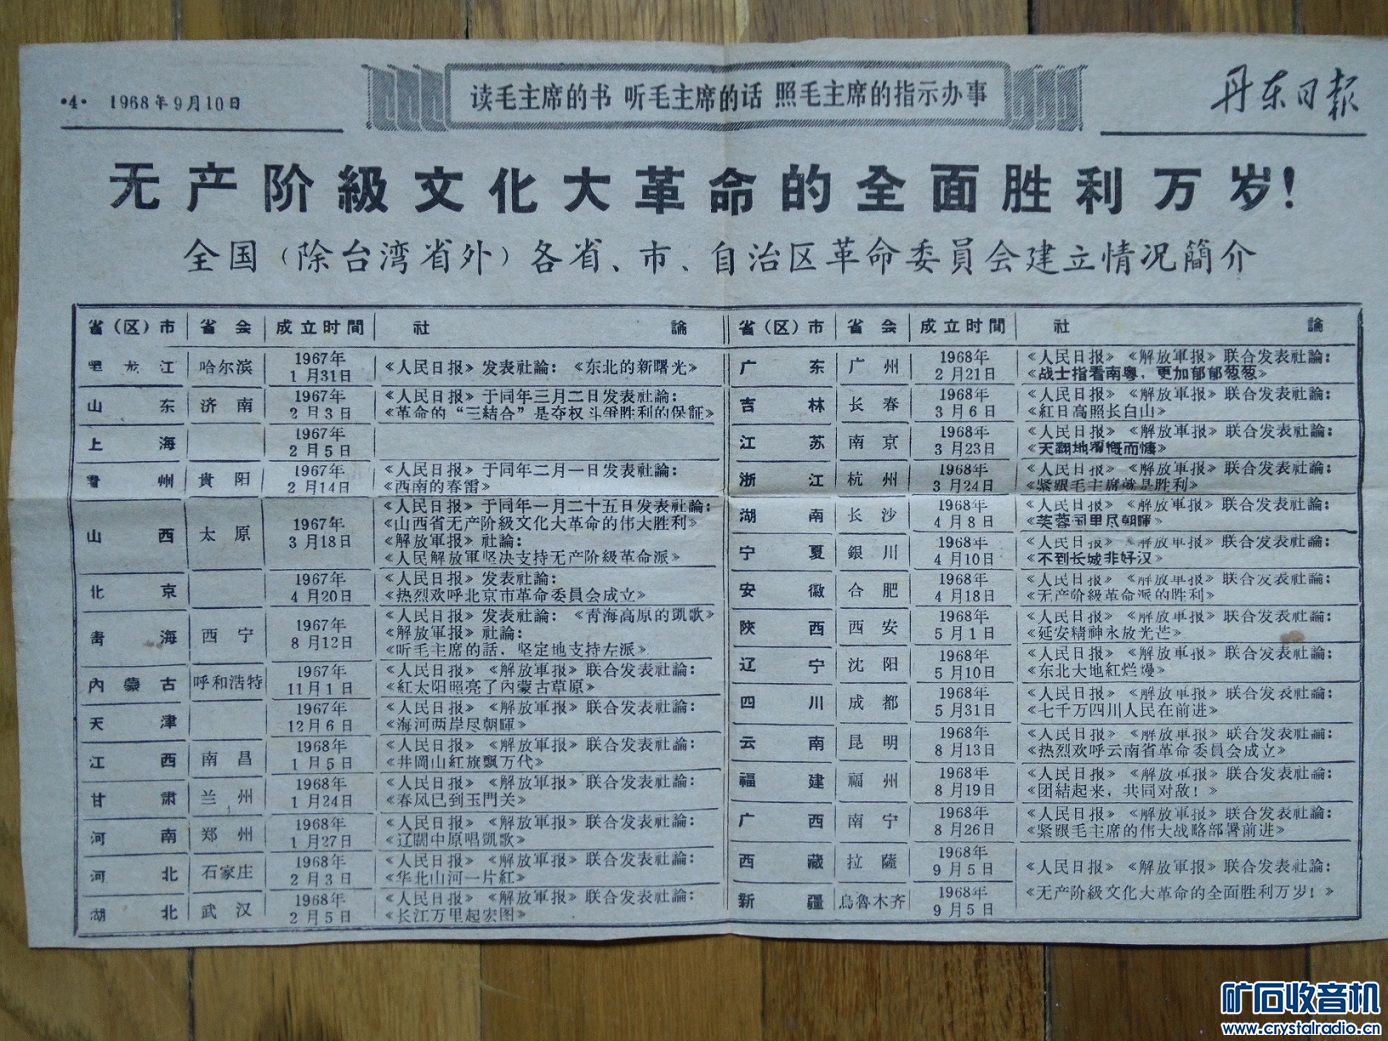 ·4· 1968年9月10日
读毛主席的书 听毛主席的话 照毛主席的指示办事
丹东日报
无产阶級文化大革命的全面胜利万岁！
全国（除台湾省外）各省、市、自治区革命委員会建立情况簡介
省（区）市 省会 成立时間 社論
黑龙江 哈尔滨 1967年1月31日 《人民日报》发表社論：《东北的新曙光》
山东 济南 1967年2月3日 《人民日报》于同年三月二日发表社論：
《革命的“三結合”是夺权斗爭胜利的保証》
上海 1967年2月5日
貴州 貴阳 1967年2月14日 《人民日报》于同年二月一日发表社論：
《西南的春雷》
山西 太原 1967年3月18日 《人民日报》于同年一月二十五日发表社論：
《山西省无产阶級文化大革命的伟大胜利》
《解放軍报》社論：
《人民解放軍坚决支持无产阶級革命派》
北京 1967年4月20日 《人民日报》发表社論：
《热烈欢呼北京市革命委員会成立》
靑海 西宁 1967年8月12日 《人民日报》发表社論：《靑海高原的凱歌》
《解放軍报》社論：
《听毛主席的話，坚定地支持左派》
內蒙古 呼和浩特 1967年11月1日 《人民日报》《解放軍报》联合发表社論：
《紅太阳照亮了內蒙古草原》
天津 1967年12月6日 《人民日报》《解放軍报》联合发表社論：
《海河两岸尽朝暉》
江西 南昌 1968年1月5日 《人民日报》《解放軍报》联合发表社論：
《井岡山紅旗飘万代》
甘肃 兰州 1968年1月24日 《人民日报》《解放軍报》联合发表社論：
《春风已到玉門关》
河南 郑州 1968年1月27日 《人民日报》《解放軍报》联合发表社論：
《辽闊中原唱凱歌》
河北 石家庄 1968年2月3日 《人民日报》《解放軍报》联合发表社論：
《华北山河一片紅》
湖北 武汉 1968年2月5日 《人民日报》《解放軍报》联合发表社論：
《长江万里起宏图》
省（区）市 省会 成立时間 社論
广东 广州 1968年2月21日 《人民日报》《解放軍报》联合发表社論：
《战士指看南粤，更加郁郁葱葱》
吉林 长春 1968年3月6日 《人民日报》《解放軍报》联合发表社論：
《紅日高照长白山》
江苏 南京 1968年3月23日 《人民日报》《解放軍报》联合发表社論：
《天翻地覆慨而慷》
浙江 杭州 1968年3月24日 《人民日报》《解放軍报》联合发表社論：
《紧跟毛主席就是胜利》
湖南 长沙 1968年4月8日 《人民日报》《解放軍报》联合发表社論：
《芙蓉国里尽朝暉》
宁夏 銀川 1968年4月10日 《人民日报》《解放軍报》联合发表社論：
《不到长城非好汉》
安徽 合肥 1968年4月18日 《人民日报》《解放軍报》联合发表社論：
《无产阶級革命派的胜利》
陝西 西安 1968年5月1日 《人民日报》《解放軍报》联合发表社論：
《延安精神永放光芒》
辽宁 沈阳 1968年5月10日 《人民日报》《解放軍报》联合发表社論：
《东北大地紅烂熳》
四川 成都 1968年5月31日 《人民日报》《解放軍报》联合发表社論：
《七千万四川人民在前进》
云南 昆明 1968年8月13日 《人民日报》《解放軍报》联合发表社論：
《热烈欢呼云南省革命委員会成立》
福建 福州 1968年8月19日 《人民日报》《解放軍报》联合发表社論：
《团結起来，共同对敌！》
广西 南宁 1968年8月26日 《人民日报》《解放軍报》联合发表社論：
《紧跟毛主席的伟大战略部署前进》
西藏 拉薩 1968年9月5日 《人民日报》《解放軍报》联合发表社論：
新疆 烏魯木齐 1968年9月5日 《无产阶級文化大革命的全面胜利万岁！》
矿石收音机
www.crystalradio.cn